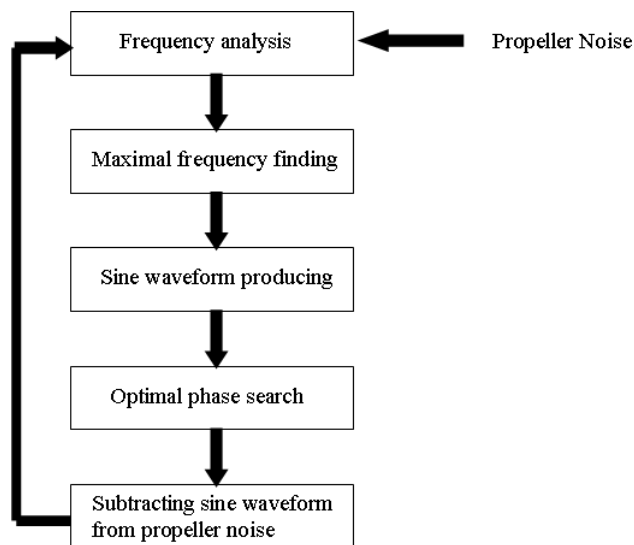 Frequency analysis
Propeller Noise
Maximal frequency finding
Sine waveform producing
Optimal phase search
Subtracting sine waveform
from propeller noise